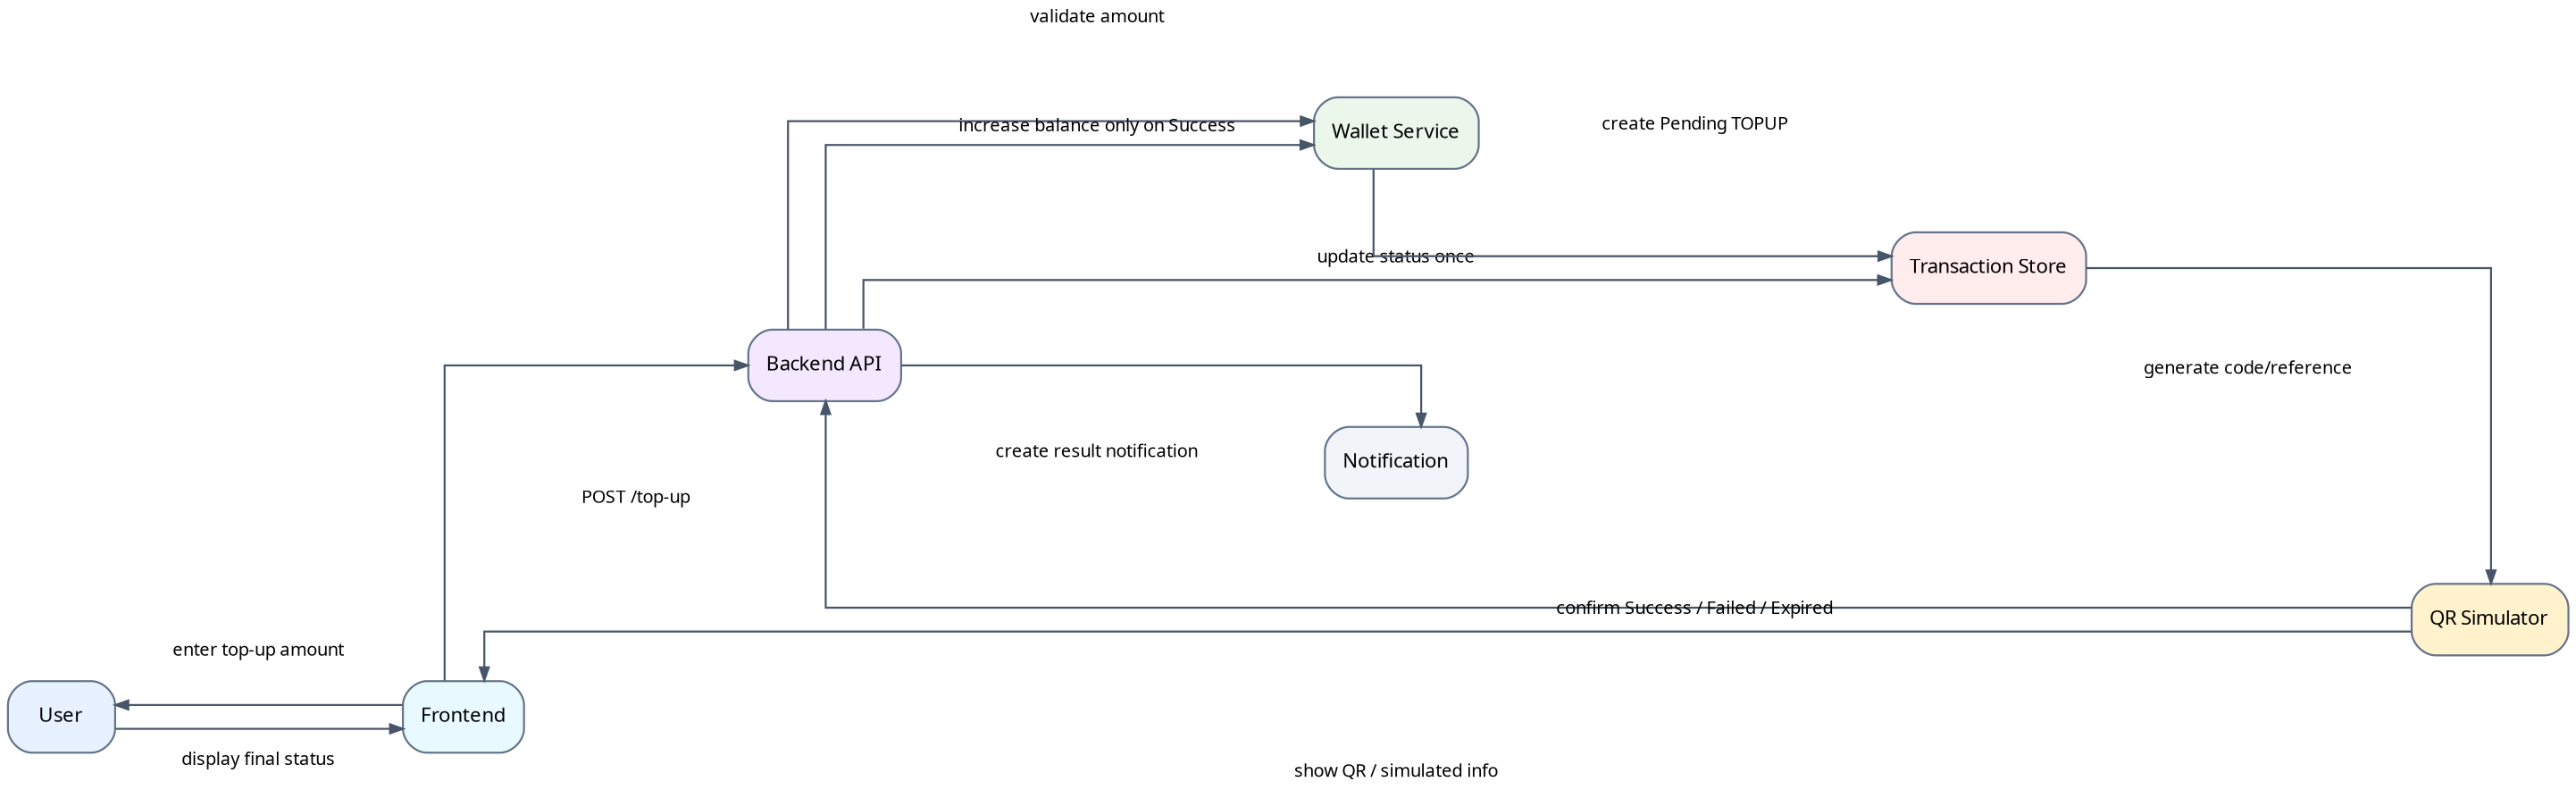 validate amount
increase balance only on Success
Wallet Service
create Pending TOPUP
update status once
Transaction Store
Backend API
generate code/reference
create result notification
Notification
POST /top-up
confirm Success / Failed / Expired
QR Simulator
enter top-up amount
User
Frontend
display final status
show QR / simulated info